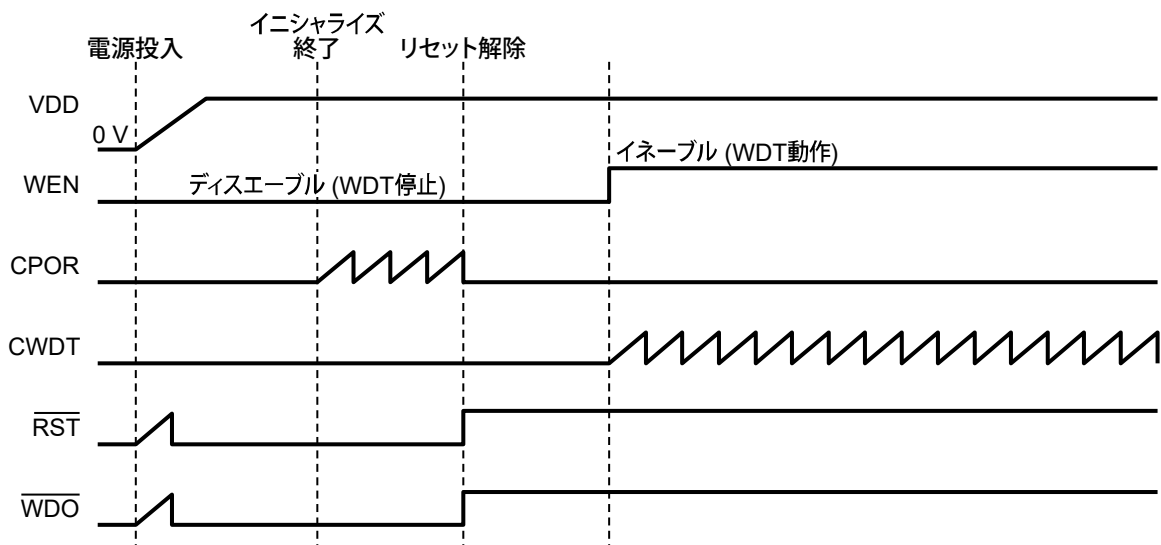 イニシャライズ
電源投入 終了 リセット解除
VDD
0 V
イネーブル (WDT動作)
WEN ディスエーブル (WDT停止)
CPOR
CWDT
RST
WDO